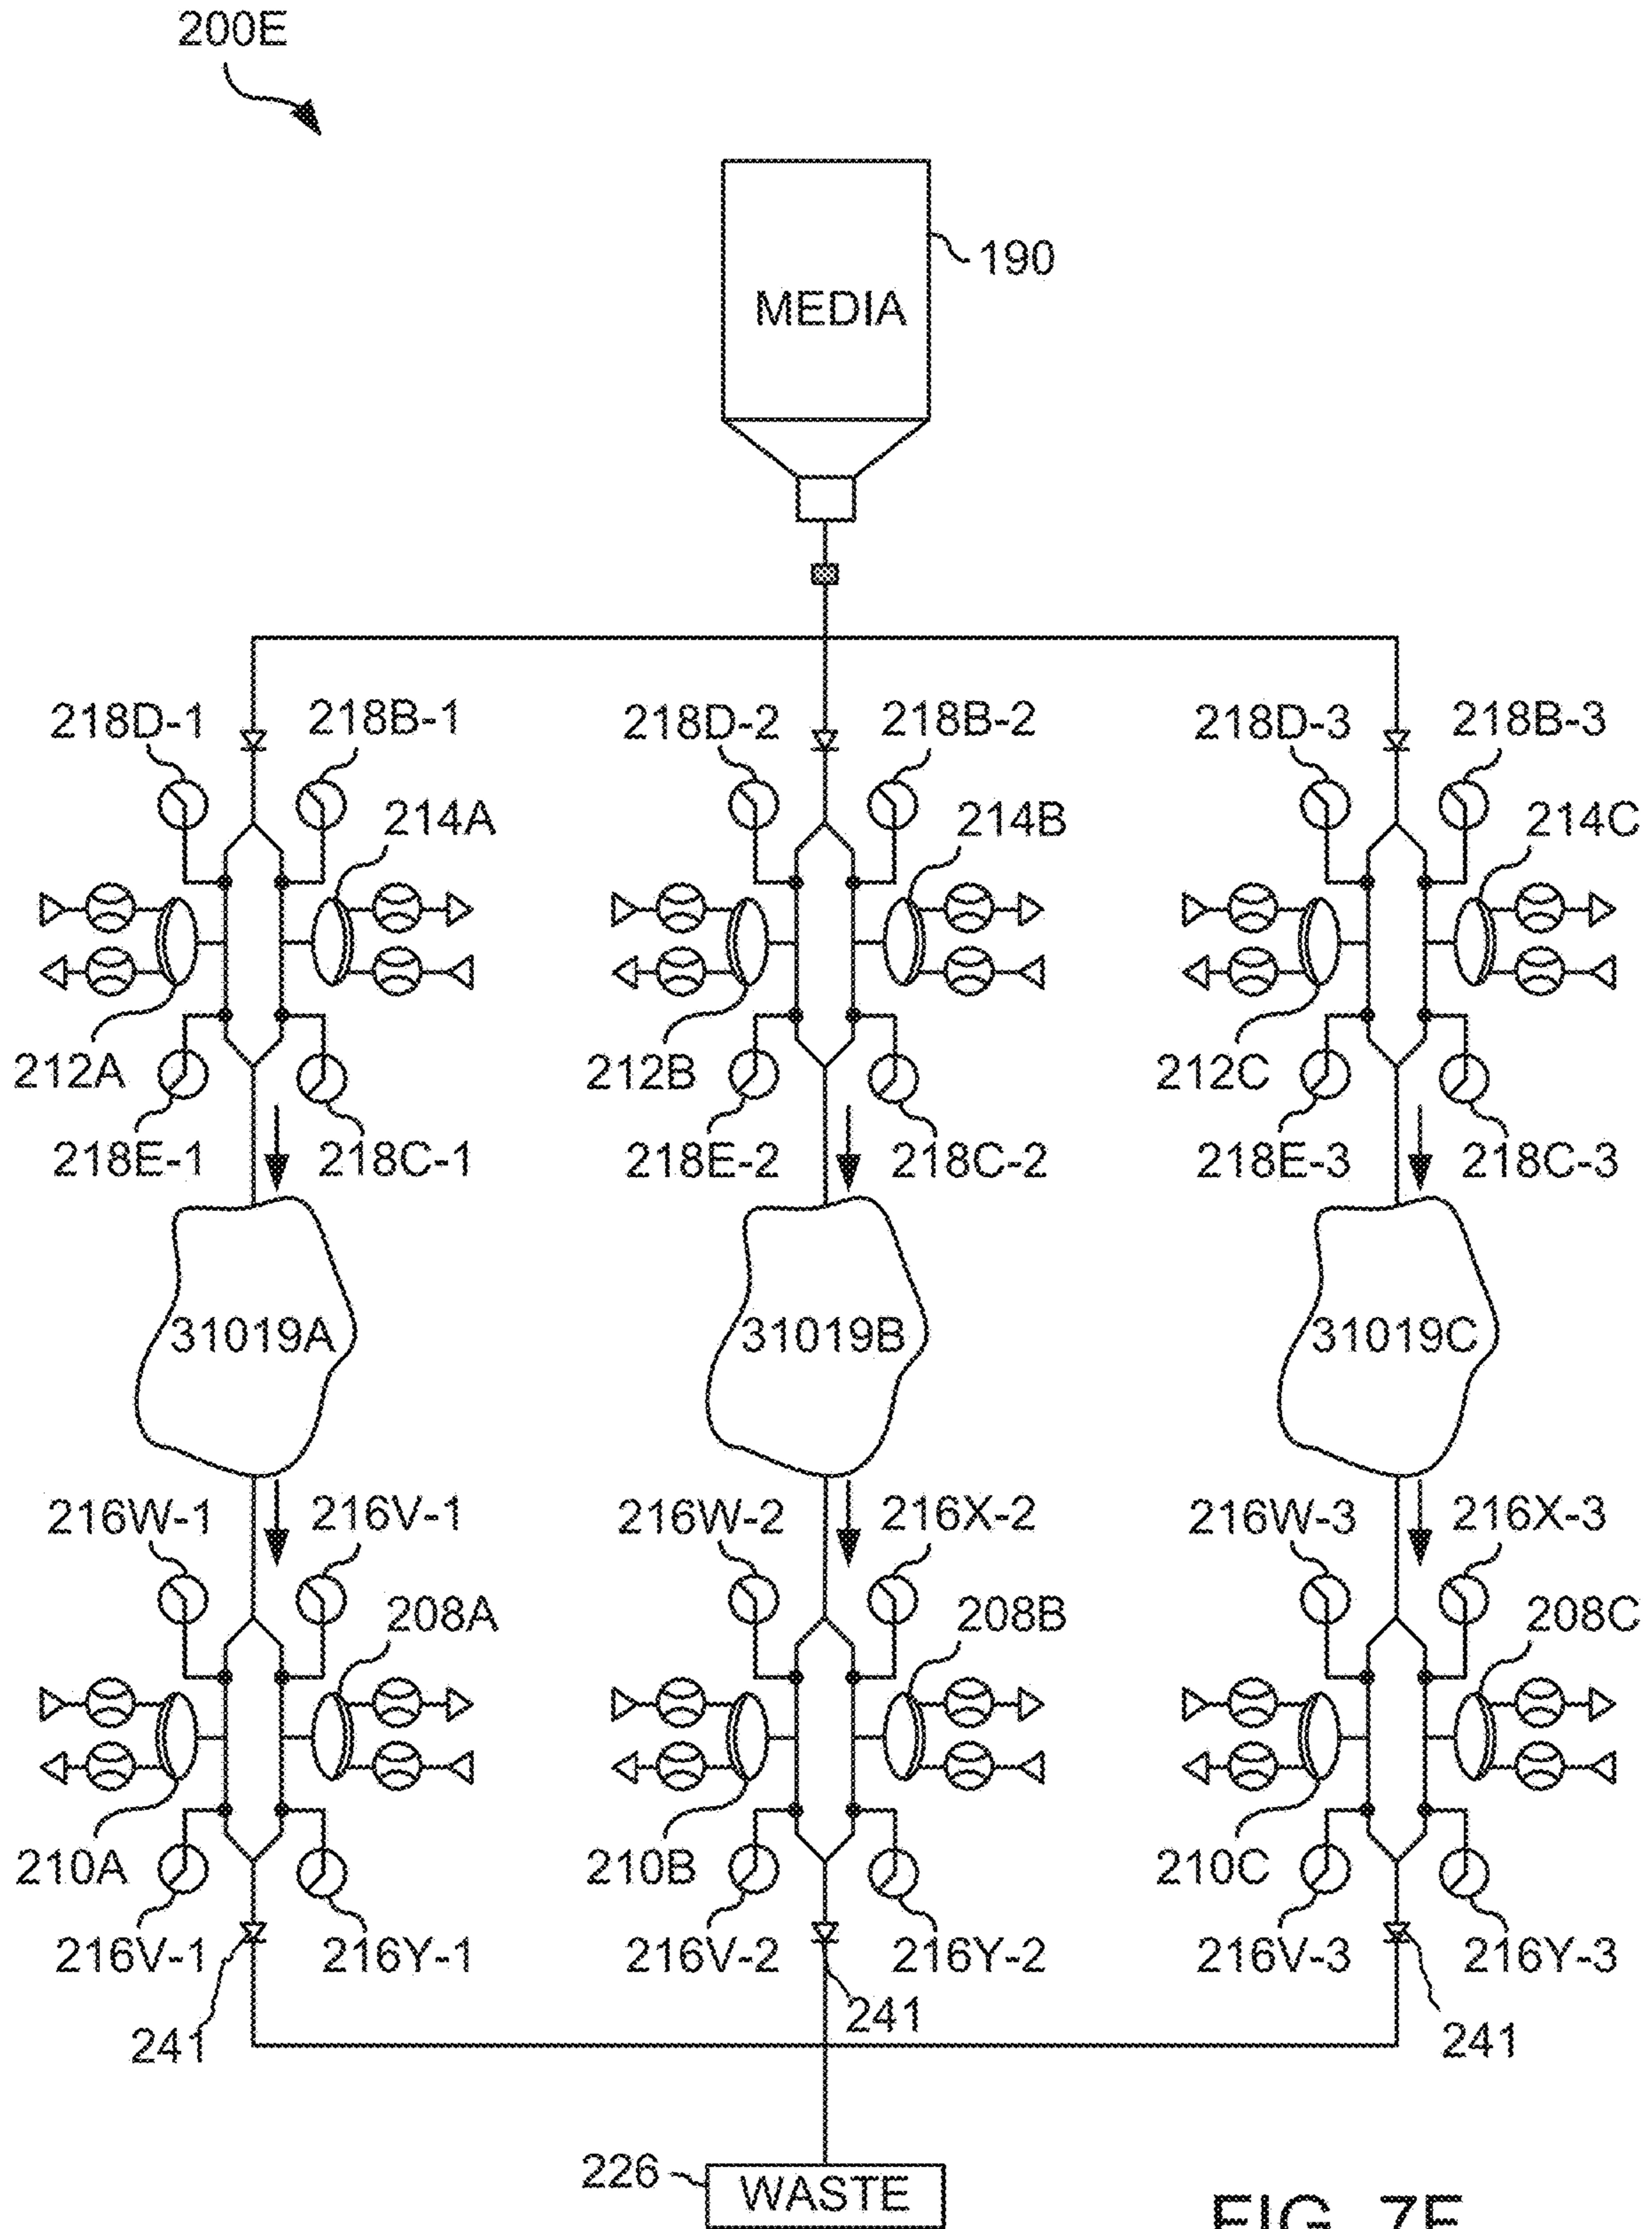 200E
190
MEDIA
218D-1 218B-1 218D-2 218B-2 218D-3 218B-3
214A 214B 214C
212A 212B 212C
218E-1 218C-1 218E-2 218C-2 218E-3 218C-3
31019A 31019B 31019C
216W-1 216V-1 216W-2 216X-2 216W-3 216X-3
208A 208B 208C
210A 210B 210C
216V-1 216Y-1 216V-2 216Y-2 216V-3 216Y-3
241 241 241
226 WASTE
FIG. 7E